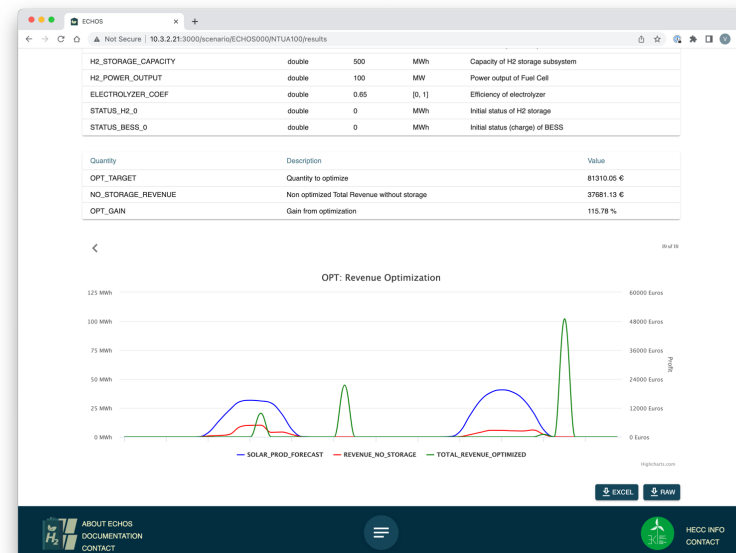 ECHOS
Not Secure | 10.3.2.21:3000/scenario/ECHOS000/NTUA100/results
V
H2_STORAGE_CAPACITY double 500 MWh Capacity of H2 storage subsystem
H2_POWER_OUTPUT double 100 MW Power output of Fuel Cell
ELECTROLYZER_COEF double 0.65 [0, 1] Efficiency of electrolyzer
STATUS_H2_0 double 0 MWh Initial status of H2 storage
STATUS_BESS_0 double 0 MWh Initial status (charge) of BESS
Quantity Description Value
OPT_TARGET Quantity to optimize 81310.05 €
NO_STORAGE_REVENUE Non optimized Total Revenue without storage 37681.13 €
OPT_GAIN Gain from optimization 115.78 %
OPT: Revenue Optimization
125 MWh 60000 Euros
100 MWh 48000 Euros
75 MWh 36000 Euros
Profit
50 MWh 24000 Euros
25 MWh 12000 Euros
0 MWh 0 Euros
SOLAR_PROD_FORECAST REVENUE_NO_STORAGE TOTAL_REVENUE_OPTIMIZED
Highcharts.com
EXCEL RAW
H2
ABOUT ECHOS
DOCUMENTATION
CONTACT
HECC INFO
CONTACT